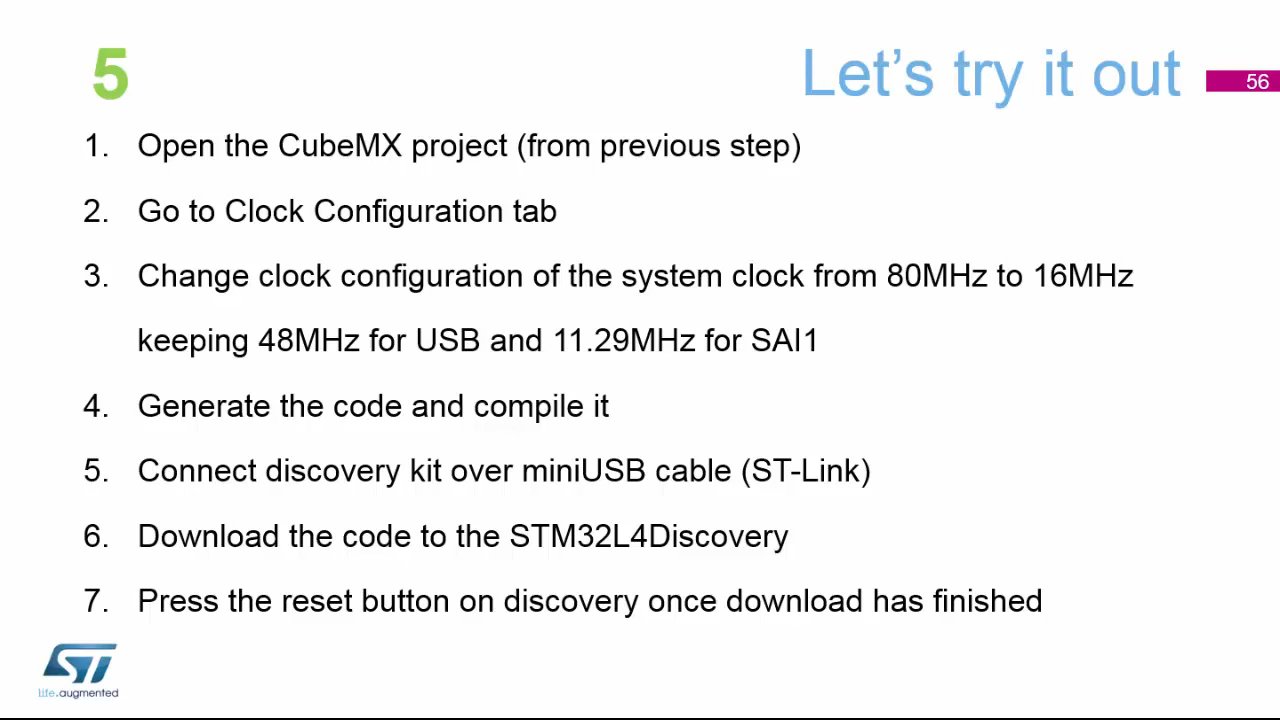 5
Let's try it out
56
1. Open the CubeMX project (from previous step)
2. Go to Clock Configuration tab
3. Change clock configuration of the system clock from 80MHz to 16MHz
keeping 48MHz for USB and 11.29MHz for SAI1
4. Generate the code and compile it
5. Connect discovery kit over miniUSB cable (ST-Link)
6. Download the code to the STM32L4Discovery
7. Press the reset button on discovery once download has finished
ST
life.augmented